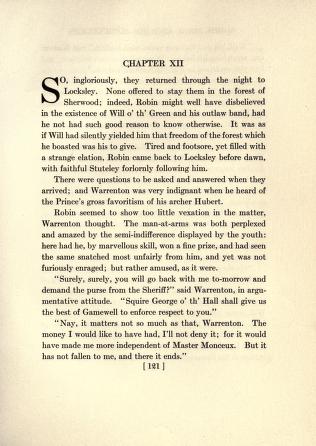 CHAPTER XII
SO, ingloriously, they returned through the night to
Locksley. None offered to stay them in the forest of
Sherwood; indeed, Robin might well have disbelieved
in the existence of Will o' th' Green and his outlaw band, had
he not had such good reason to know otherwise. It was as
if Will had silently yielded him that freedom of the forest which
he boasted was his to give. Tired and footsore, yet filled with
a strange elation, Robin came back to Locksley before dawn,
with faithful Stuteley forlornly following him.
There were questions to be asked and answered when they
arrived; and Warrenton was very indignant when he heard of
the Prince's gross favoritism of his archer Hubert.
Robin seemed to show too little vexation in the matter,
Warrenton thought. The man-at-arms was both perplexed
and amazed by the semi-indifference displayed by the youth:
here had he, by marvellous skill, won a fine prize, and had seen
the same snatched most unfairly from him, and yet was not
furiously enraged; but rather amused, as it were.
"Surely, surely, you will go back with me to-morrow and
demand the purse from the Sheriff?" said Warrenton, in argu-
mentative attitude. "Squire George o' th' Hall shall give us
the best of Gamewell to enforce respect to you."
"Nay, it matters not so much as that, Warrenton. The
money I would like to have had, I'll not deny it; for it would
have made me more independent of Master Monceux. But it
has not fallen to me, and there it ends."
[ 121 ]